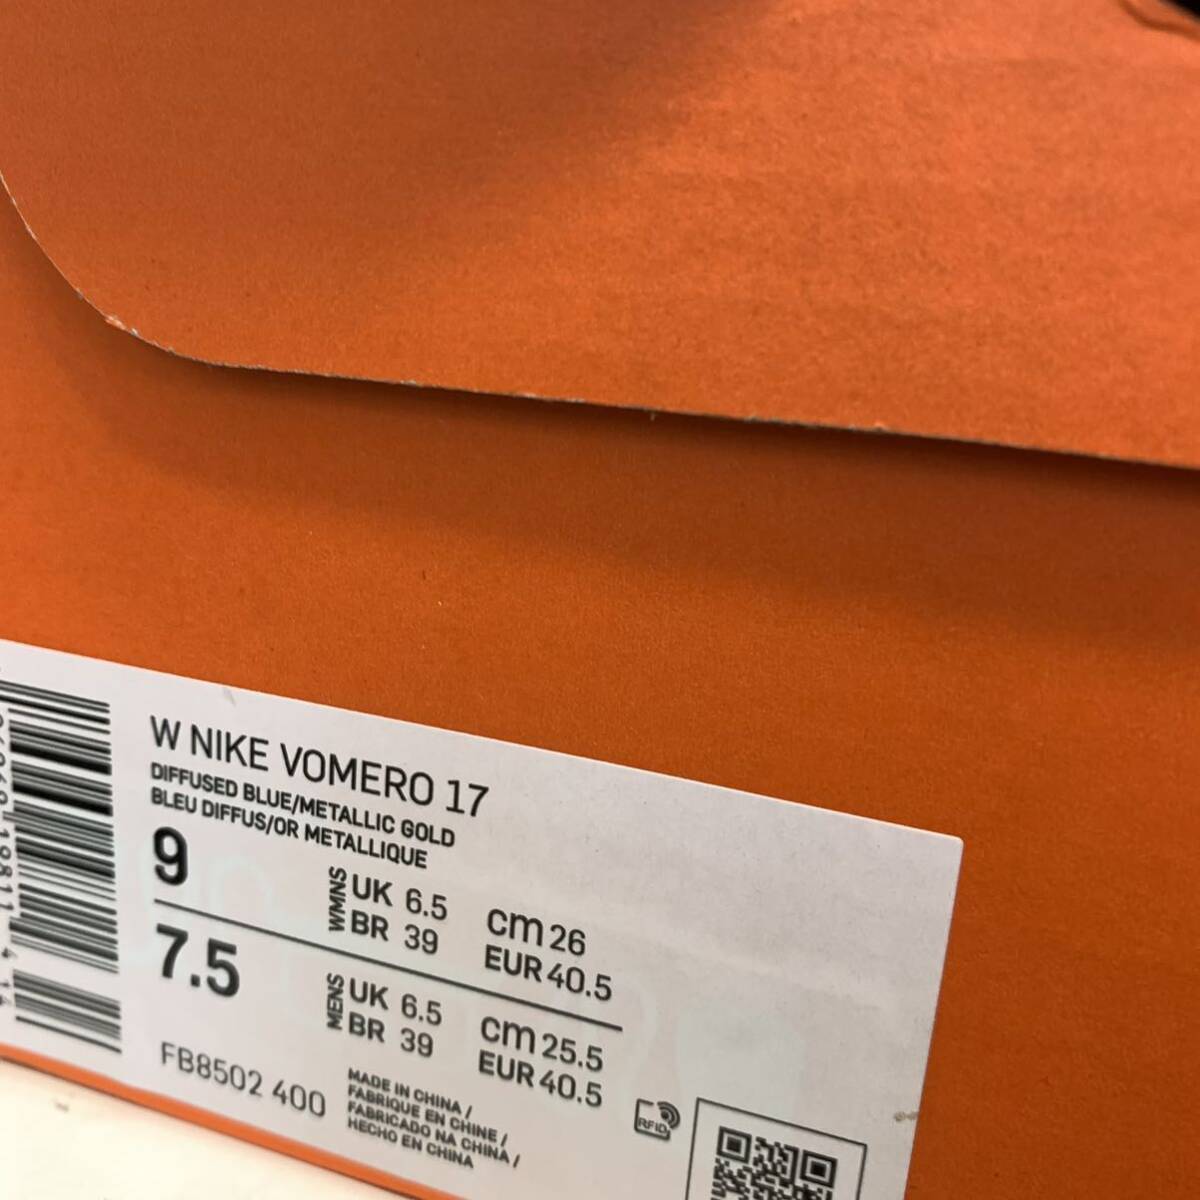 W NIKE VOMERO 17
DIFFUSED BLUE/METALLIC GOLD
BLEU DIFFUS/OR METALLIQUE
9
WMNS UK 6.5 cm 26
BR 39 EUR 40.5
7.5
MENS UK 6.5 cm 25.5
BR 39 EUR 40.5
FB8502 400
MADE IN CHINA /
FABRIQUE EN CHINE /
FABRICADO NA CHINA /
HECHO EN CHINA
RFID